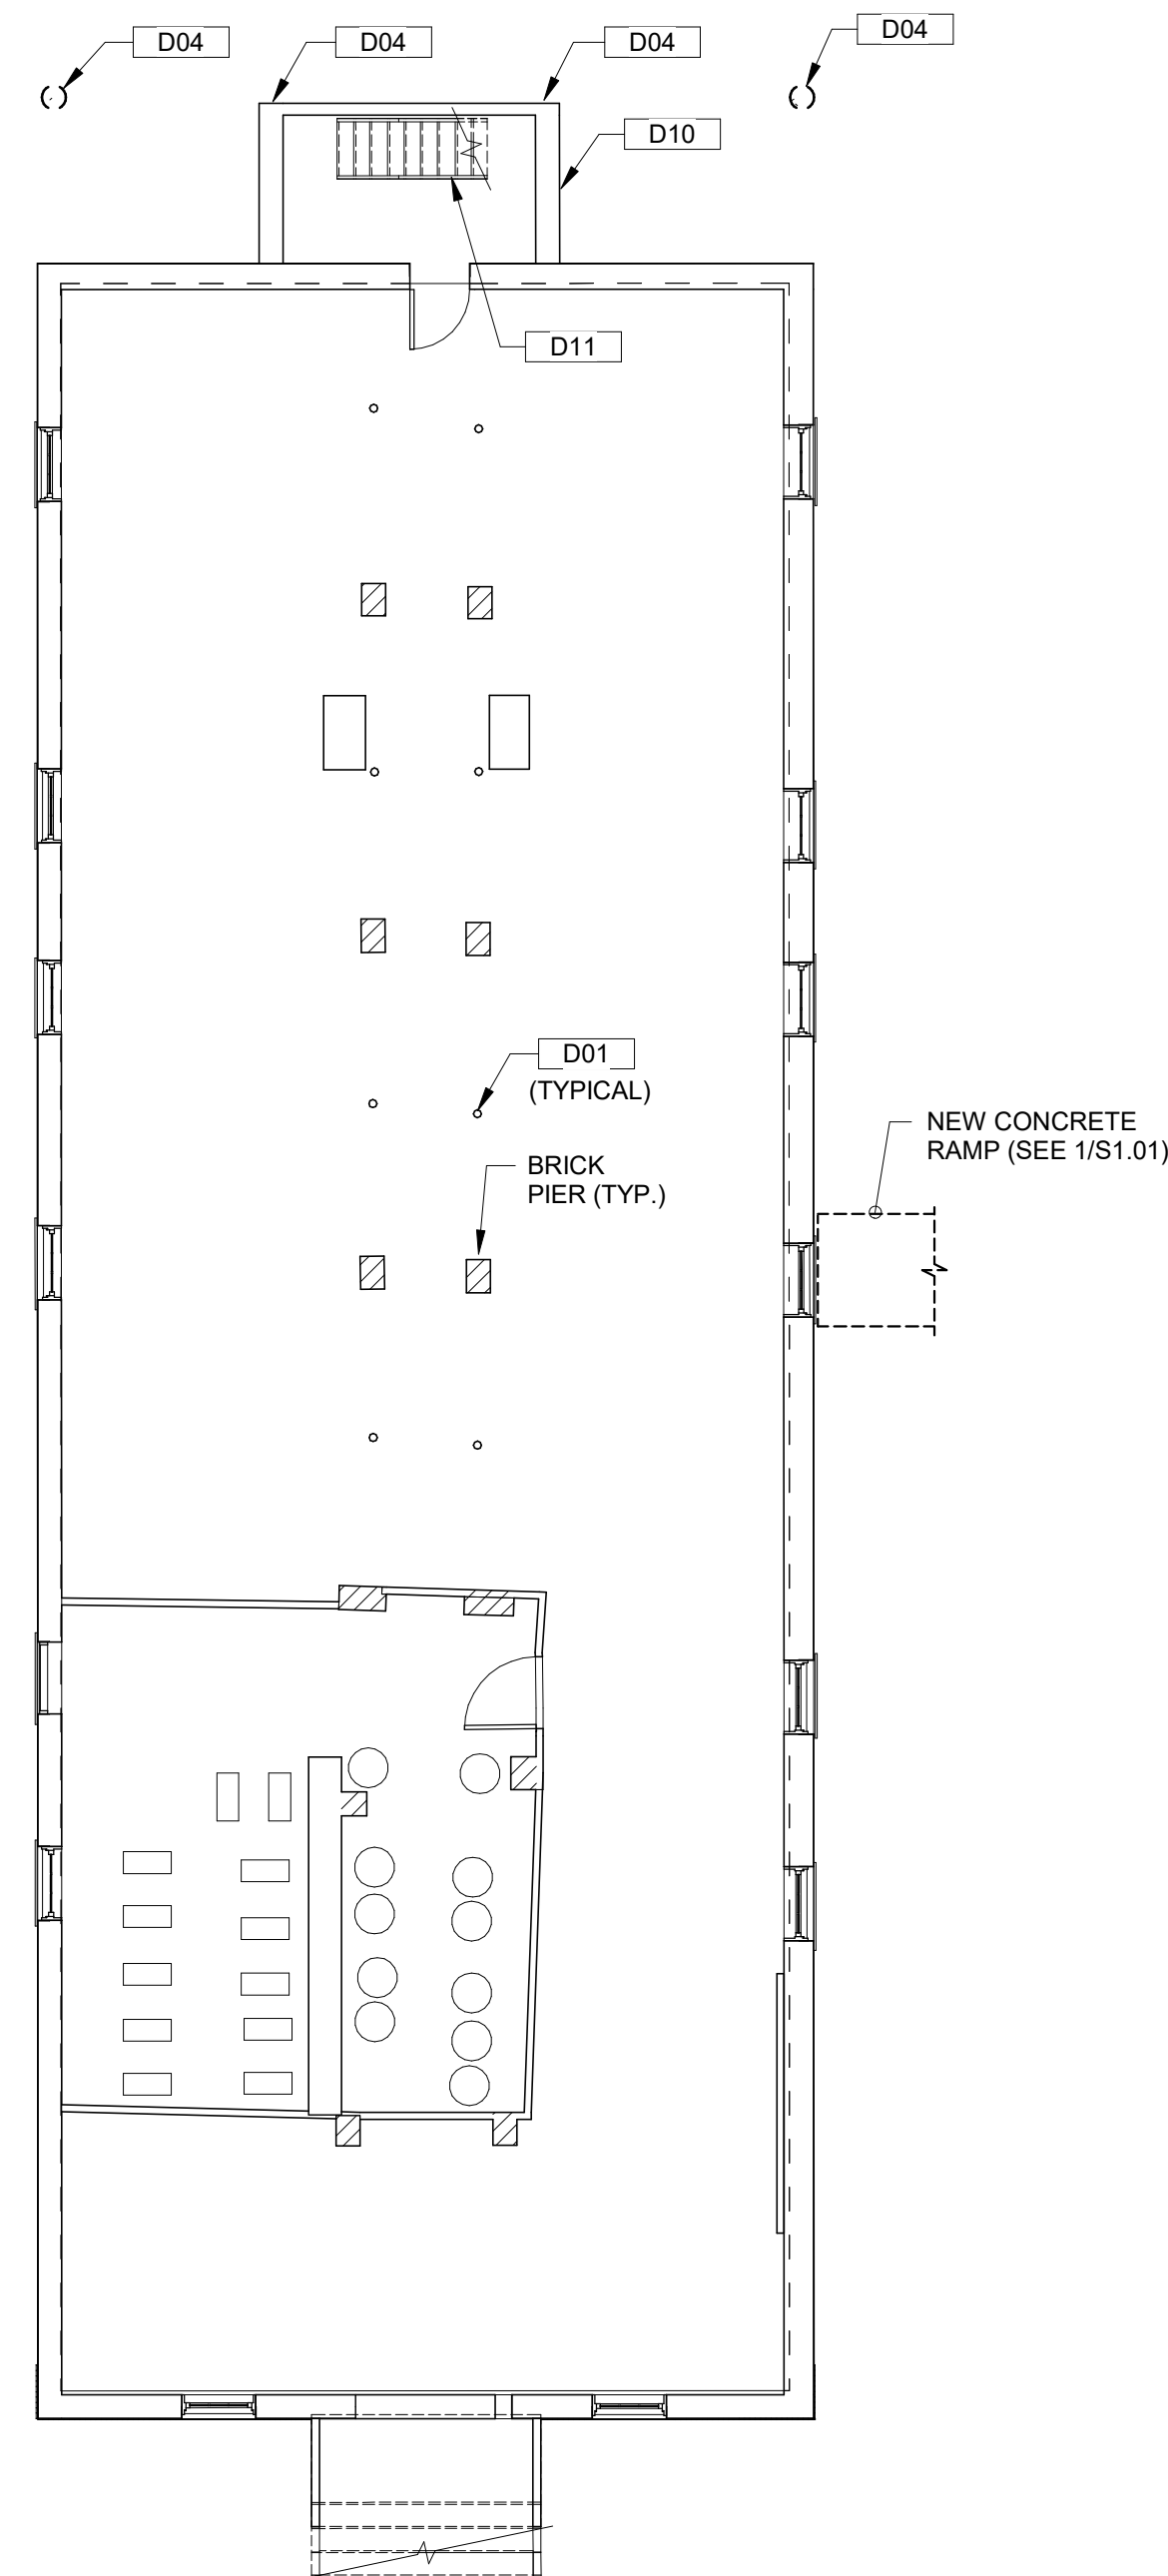 D04
D04
D04
D04
D10
D11
D01
(TYPICAL)
BRICK
PIER (TYP.)
NEW CONCRETE
RAMP (SEE 1/S1.01)